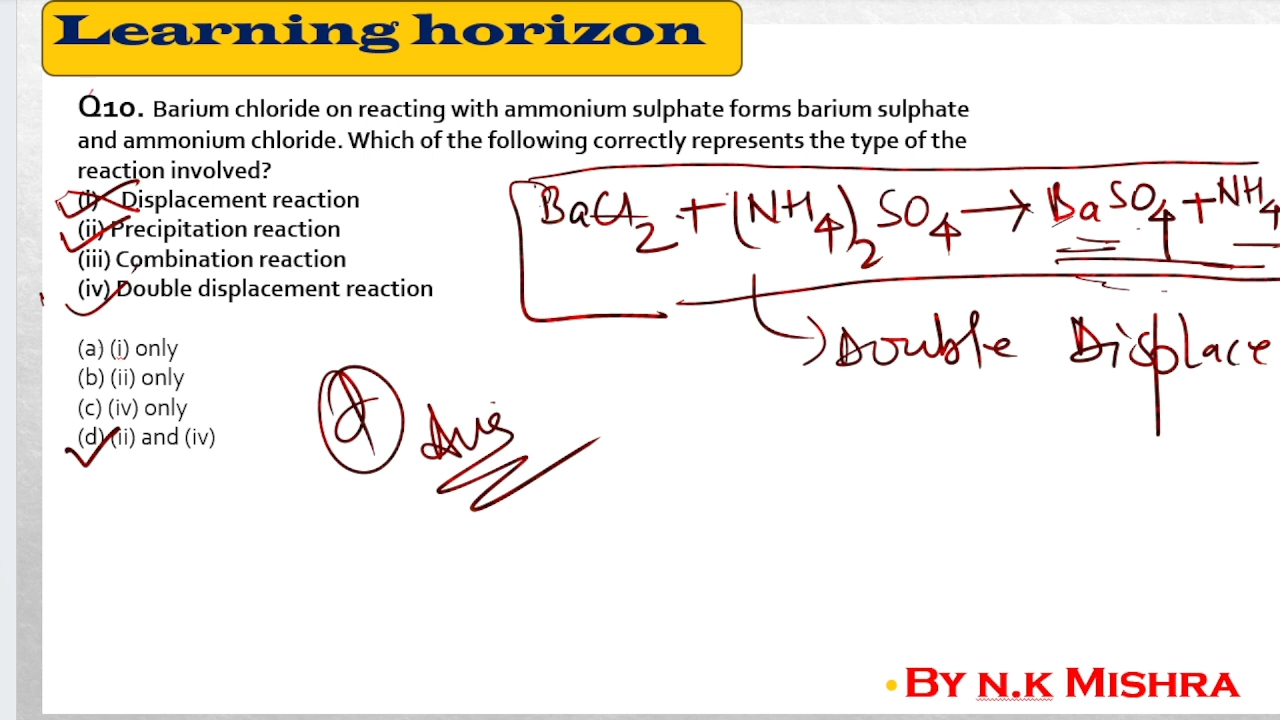 Learning horizon
Q10. Barium chloride on reacting with ammonium sulphate forms barium sulphate
and ammonium chloride. Which of the following correctly represents the type of the
reaction involved?
(i) Displacement reaction
(ii) Precipitation reaction
(iii) Combination reaction
(iv) Double displacement reaction
BaCl2 + (NH4)2SO4 → BaSO4 + NH4
Double Displace
(a) (i) only
(b) (ii) only
(c) (iv) only
(d) (ii) and (iv)
d Ans
• By N.K Mishra